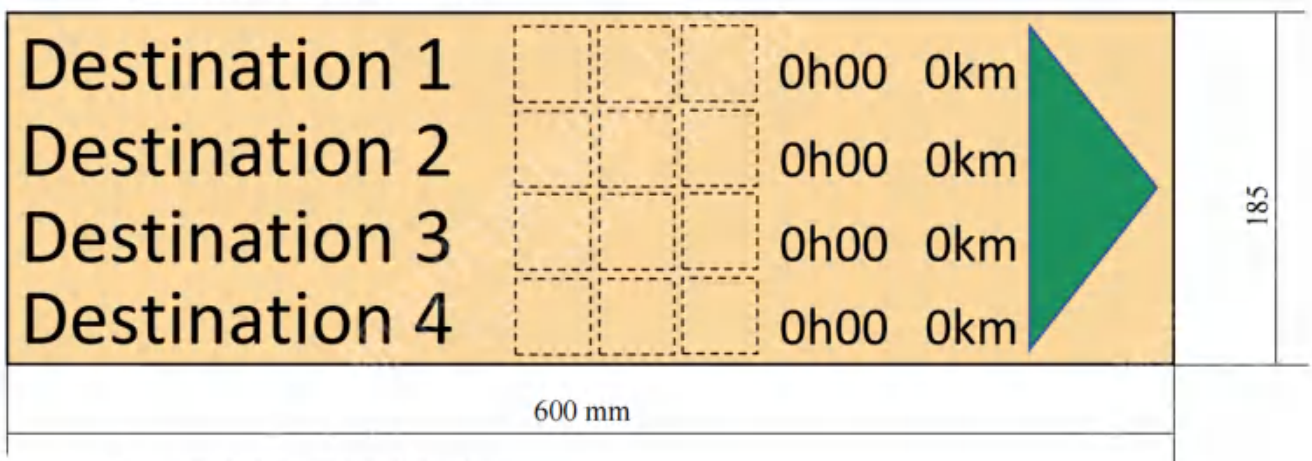 Destination 1 0h00 0km
Destination 2 0h00 0km
Destination 3 0h00 0km
Destination 4 0h00 0km
185
600 mm